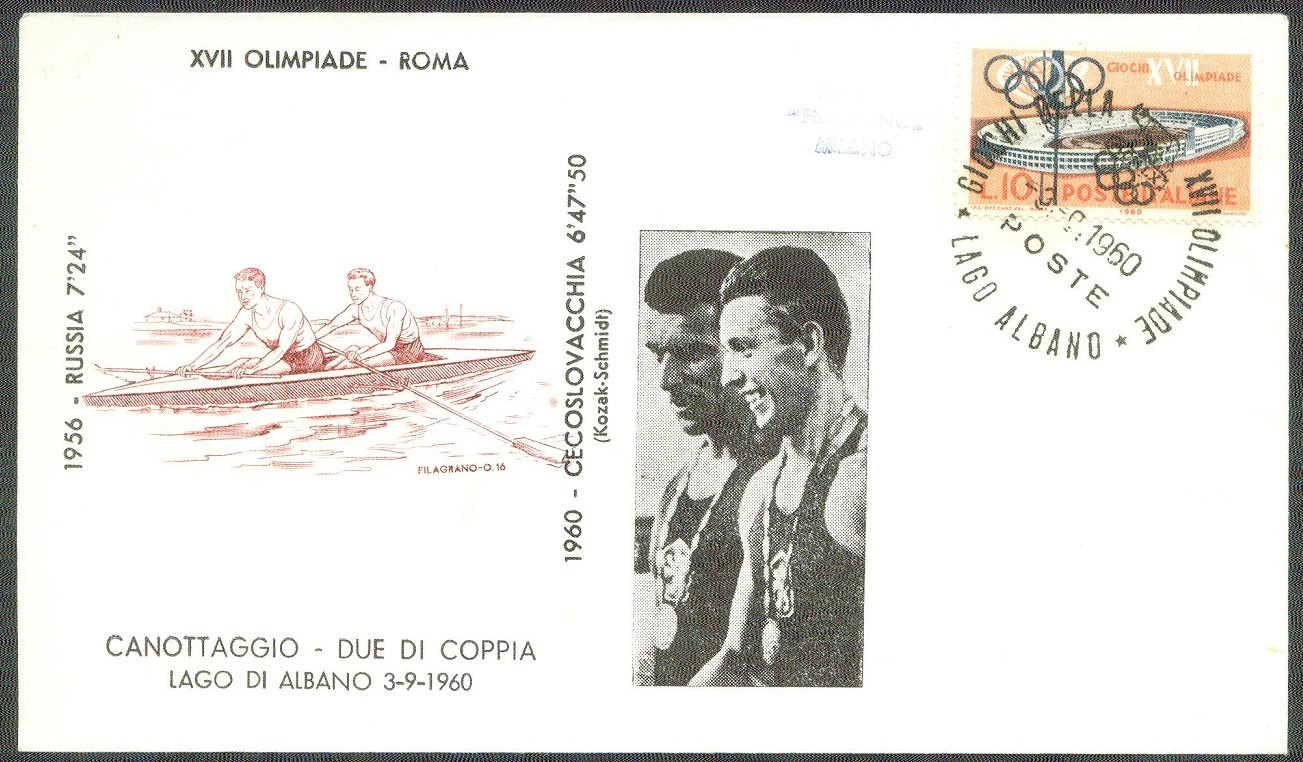 XVII OLIMPIADE - ROMA
MILANO
GIOCHI XVII OLIMPIADE
L.10 POSTE ITALIANE
1960
GIOCHI DELLA XVII OLIMPIADE
-9.1960
POSTE
* LAGO ALBANO *
1956 - RUSSIA 7'24"
1960 - CECOSLOVACCHIA 6'47"50
(Kozak-Schmidt)
FILAGRANO-O.16
CANOTTAGGIO - DUE DI COPPIA
LAGO DI ALBANO 3-9-1960